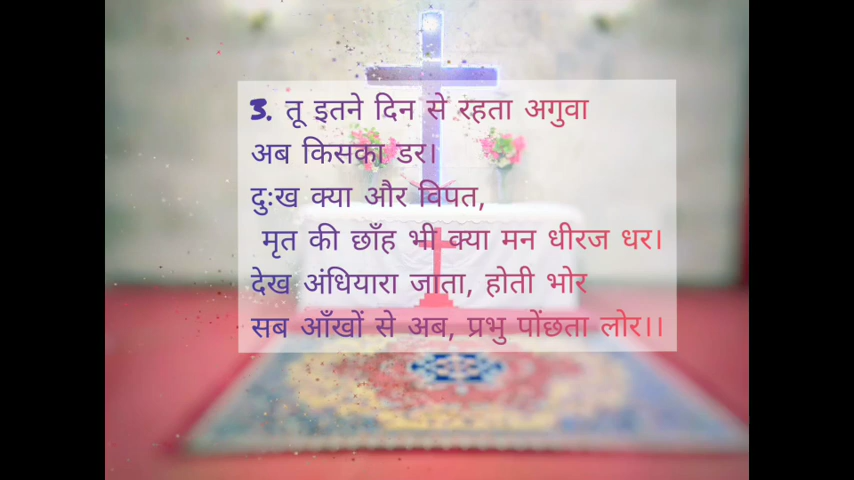 3. तू इतने दिन से रहता अगुवा
अब किसका डर।
दुःख क्या और विपत,
मृत की छाँह भी क्या मन धीरज धर।
देख अंधियारा जाता, होती भोर
सब आँखों से अब, प्रभु पोंछता लोर।।